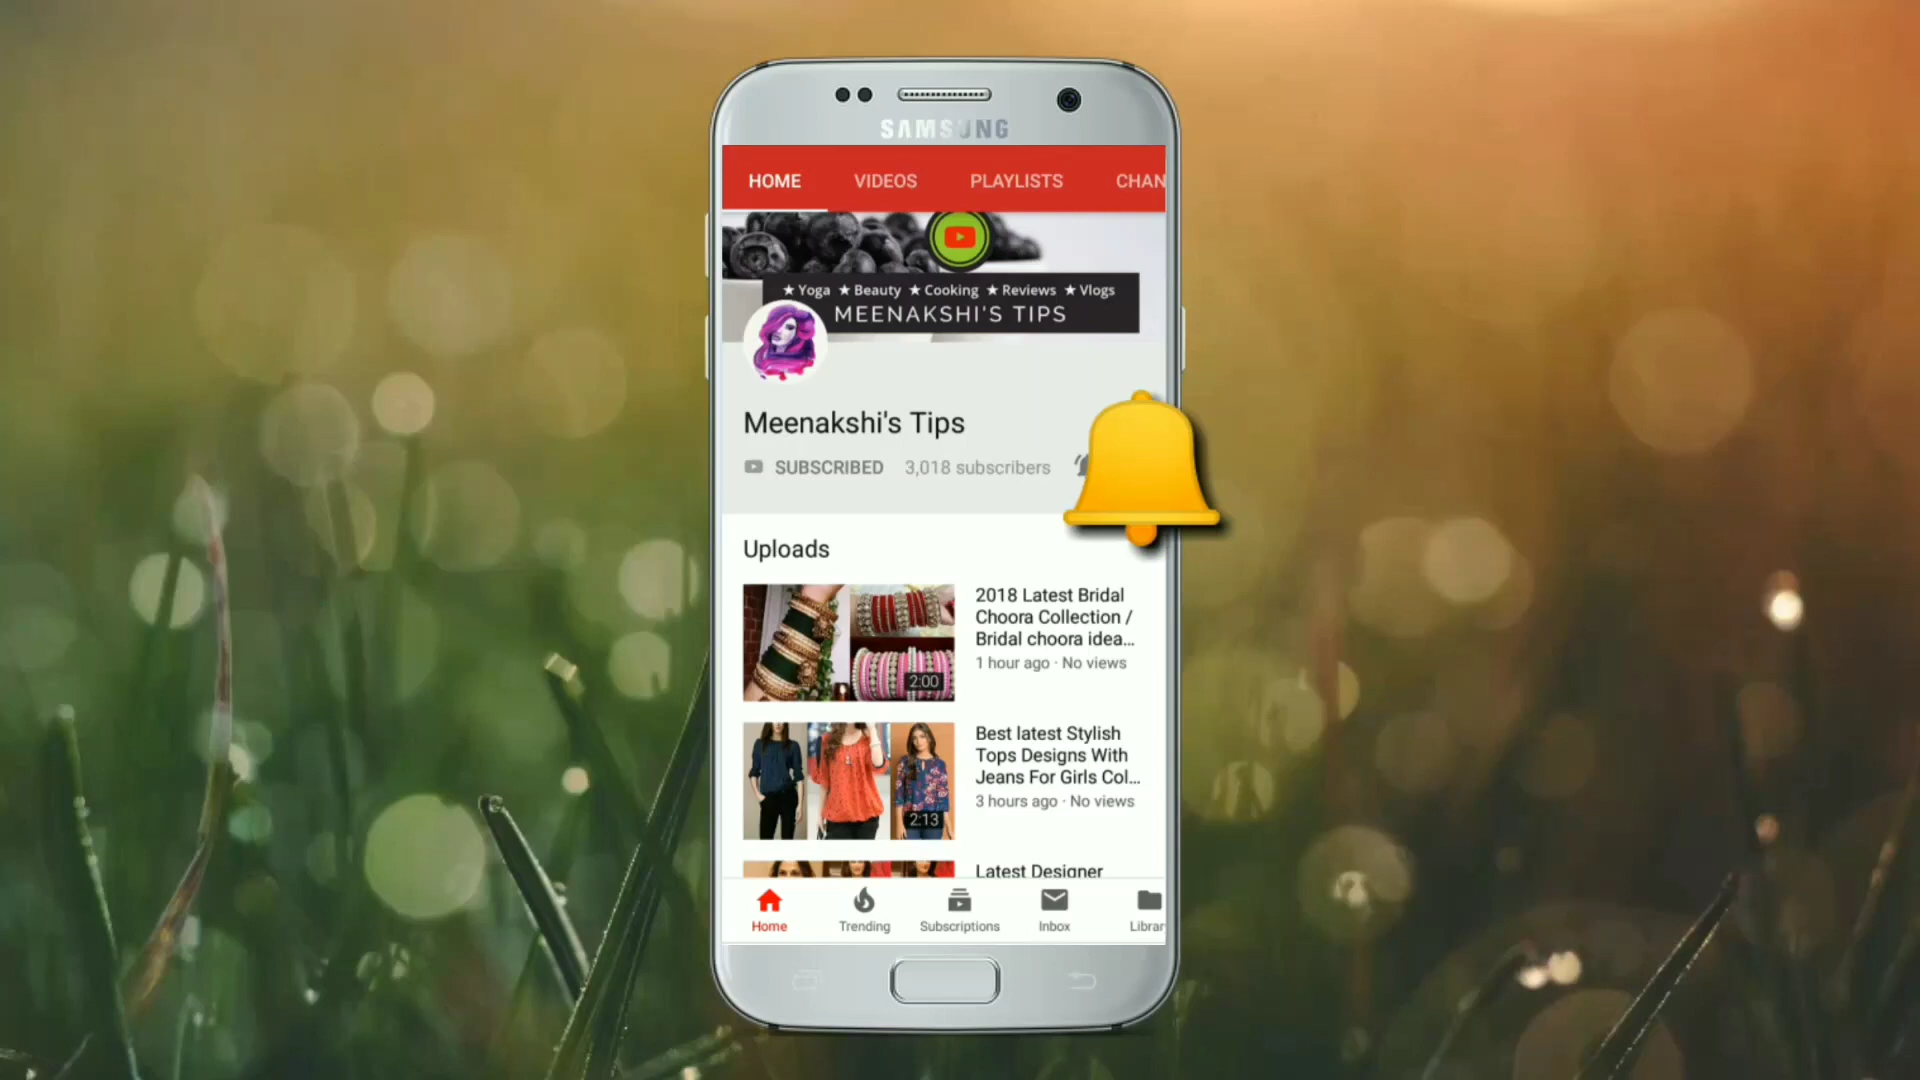 SAMSUNG
HOME VIDEOS PLAYLISTS CHAN
★ Yoga ★ Beauty ★ Cooking ★ Reviews ★ Vlogs
MEENAKSHI'S TIPS
Meenakshi's Tips
SUBSCRIBED 3,018 subscribers
Uploads
2018 Latest Bridal
Choora Collection /
Bridal choora idea...
1 hour ago · No views
2:00
Best latest Stylish
Tops Designs With
Jeans For Girls Col...
3 hours ago · No views
2:13
Latest Designer
Home Trending Subscriptions Inbox Librar